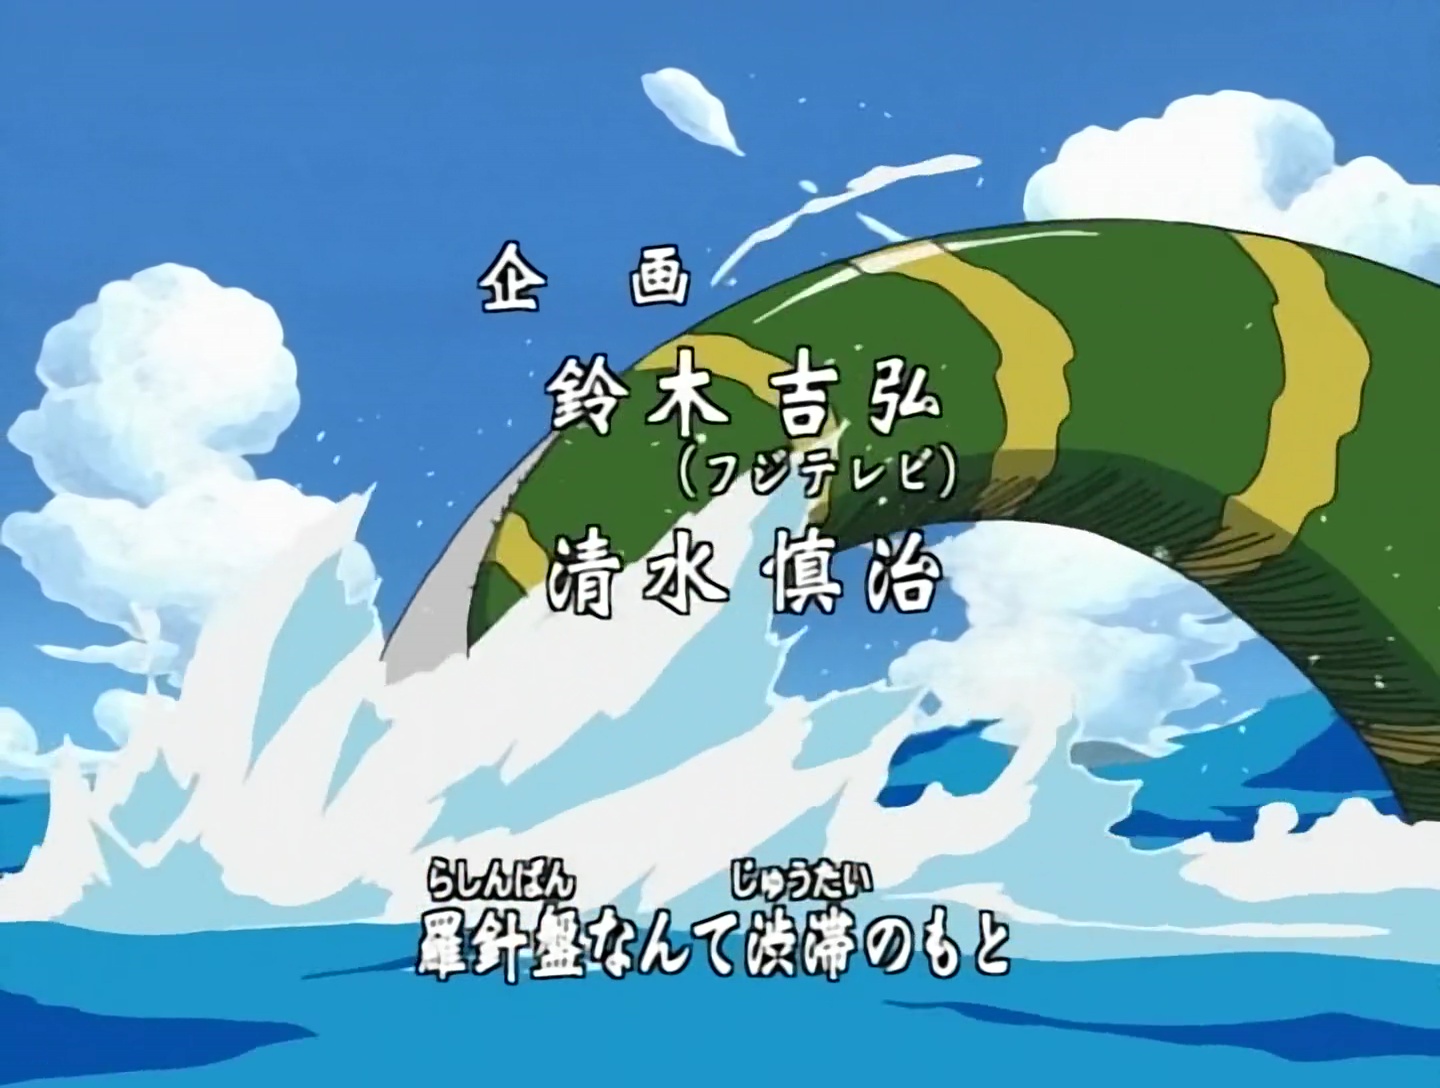 企 画
鈴木 吉弘
(フジテレビ)
清水 慎治
らしんばん じゅうたい
羅針盤なんて渋滞のもと